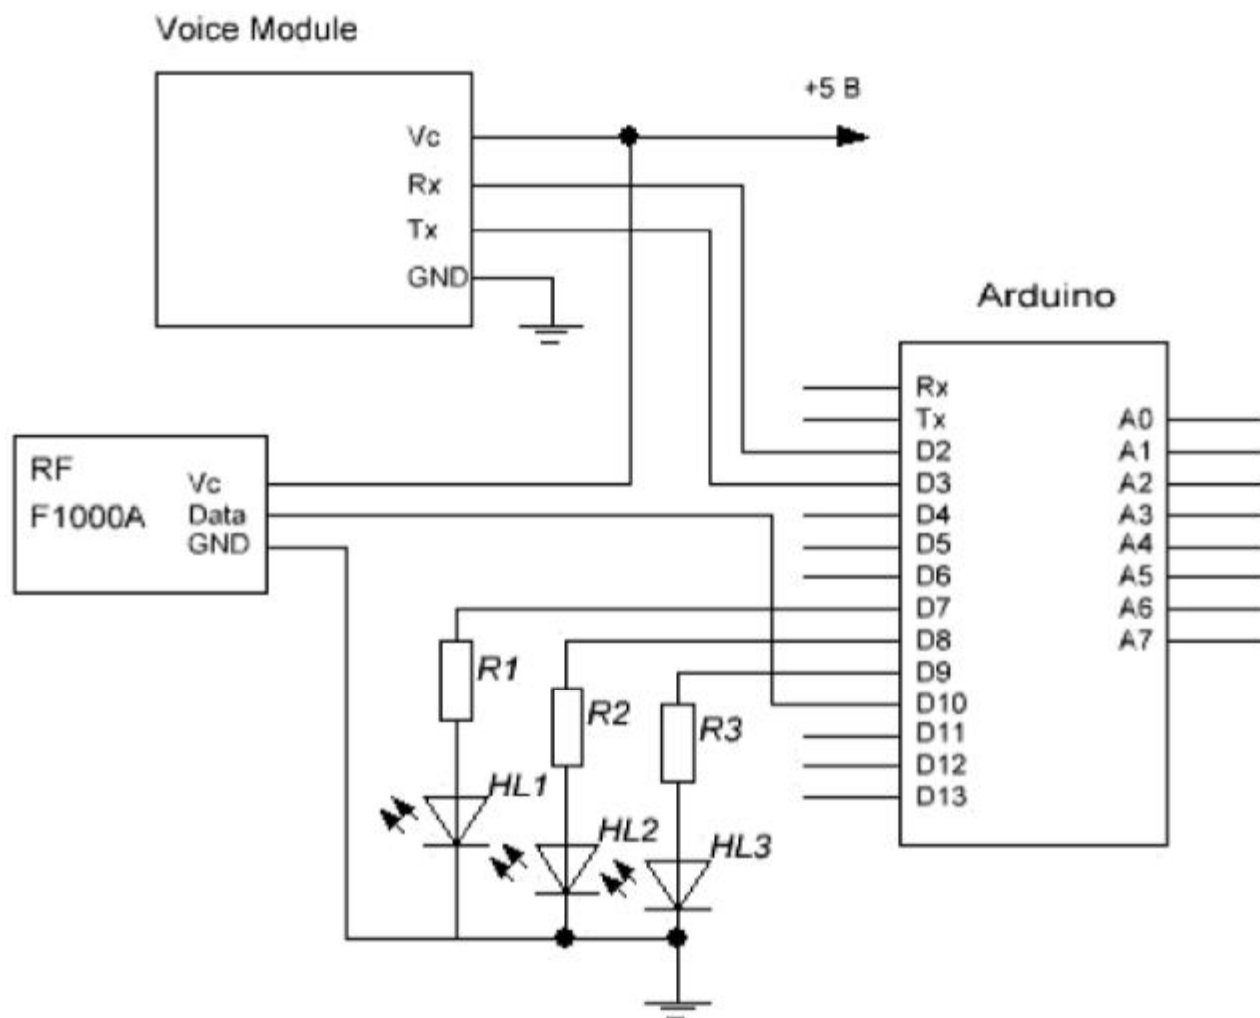 Voice Module
+5 В
Vc
Rx
Tx
GND
Arduino
RF
F1000A
Vc
Data
GND
Rx
Tx
D2
D3
D4
D5
D6
D7
D8
D9
D10
D11
D12
D13
A0
A1
A2
A3
A4
A5
A6
A7
R1
R2
R3
HL1
HL2
HL3